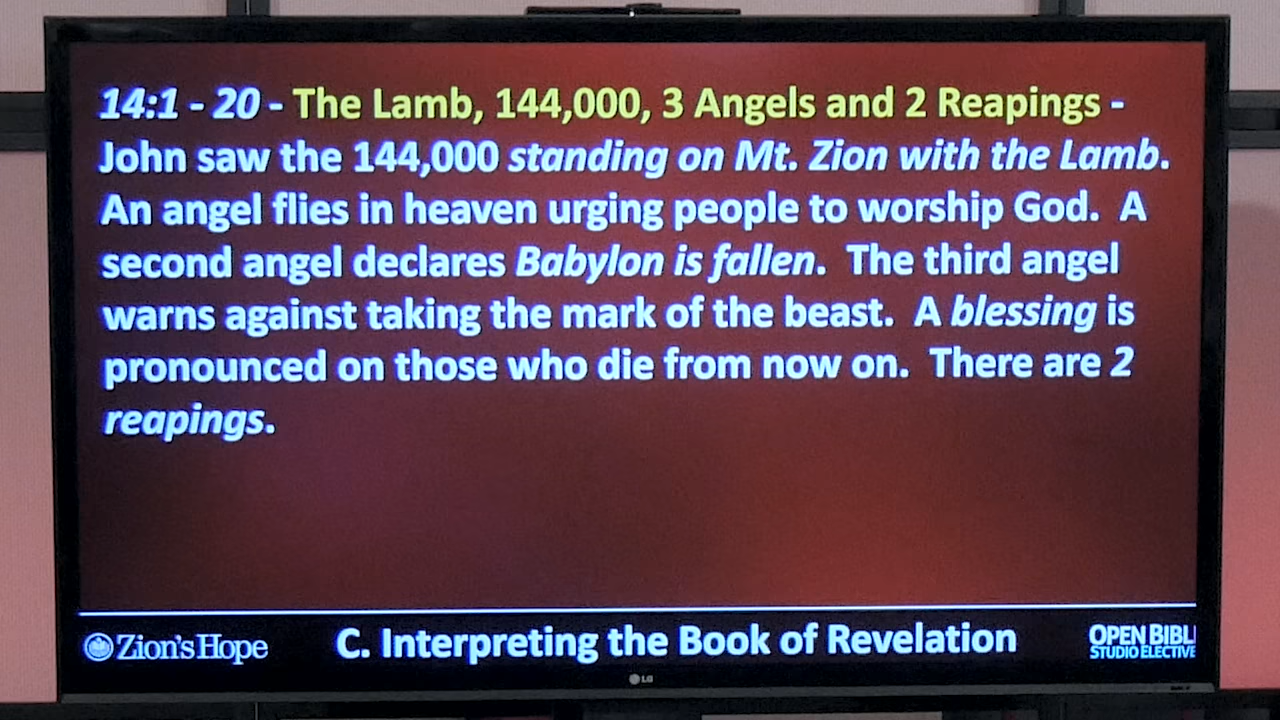 14:1 - 20 - The Lamb, 144,000, 3 Angels and 2 Reapings -
John saw the 144,000 standing on Mt. Zion with the Lamb.
An angel flies in heaven urging people to worship God. A
second angel declares Babylon is fallen. The third angel
warns against taking the mark of the beast. A blessing is
pronounced on those who die from now on. There are 2
reapings.
Zion's Hope
C. Interpreting the Book of Revelation
OPEN BIBL
STUDIO ELECTIVE
LG